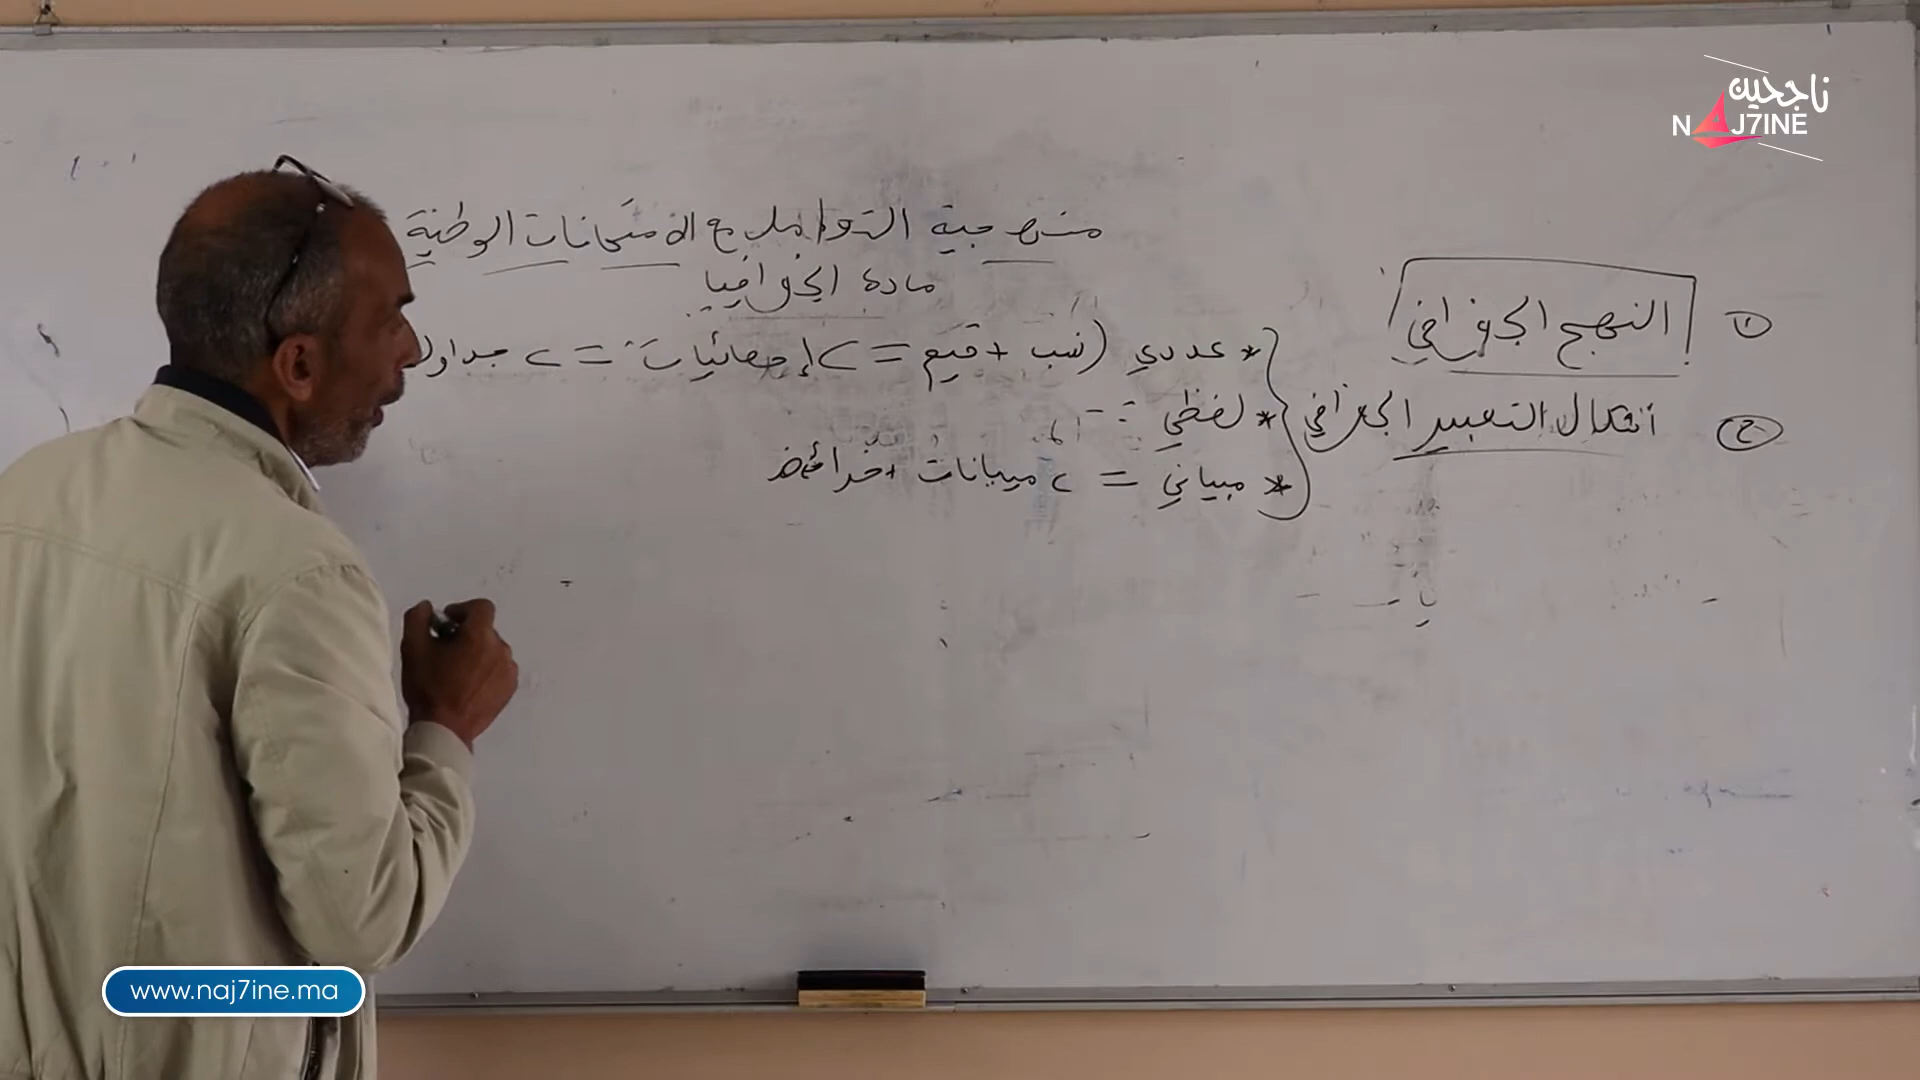 ناجحين
NAJ7INE
منهجية التعامل مع الامتحانات الوطنية
مادة الجغرافيا
① النهج الجغرافي
② أشكال التعبير الجغرافي
* عددي (نسب + قيم => إحصائيات => جداول
* لفظي :
* مبياني => مبيانات + خرائط
www.naj7ine.ma